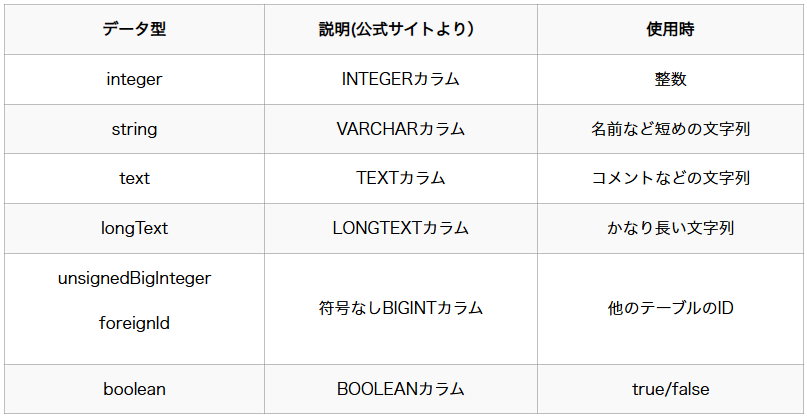 データ型 説明(公式サイトより） 使用時
integer INTEGERカラム 整数
string VARCHARカラム 名前など短めの文字列
text TEXTカラム コメントなどの文字列
longText LONGTEXTカラム かなり長い文字列
unsignedBigInteger
foreignId
符号なしBIGINTカラム 他のテーブルのID
boolean BOOLEANカラム true/false